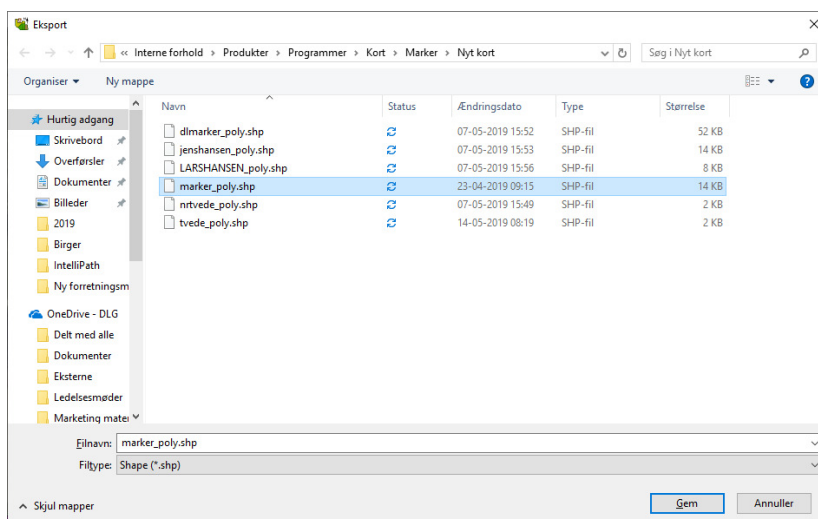 Eksport
« Interne forhold › Produkter › Programmer › Kort › Marker › Nyt kort
Søg i Nyt kort
Organiser Ny mappe
Navn Status Ændringsdato Type Størrelse
Hurtig adgang
Skrivebord
Overførsler
Dokumenter
Billeder
2019
Birger
IntelliPath
Ny forretningsm
OneDrive - DLG
Delt med alle
Dokumenter
Eksterne
Ledelsesmøder
Marketing mater
dlmarker_poly.shp 07-05-2019 15:52 SHP-fil 52 KB
jenshansen_poly.shp 07-05-2019 15:53 SHP-fil 14 KB
LARSHANSEN_poly.shp 07-05-2019 15:56 SHP-fil 8 KB
marker_poly.shp 23-04-2019 09:15 SHP-fil 14 KB
nrtvede_poly.shp 07-05-2019 15:49 SHP-fil 2 KB
tvede_poly.shp 14-05-2019 08:19 SHP-fil 2 KB
Filnavn: marker_poly.shp
Filtype: Shape (*.shp)
Skjul mapper
Gem Annuller